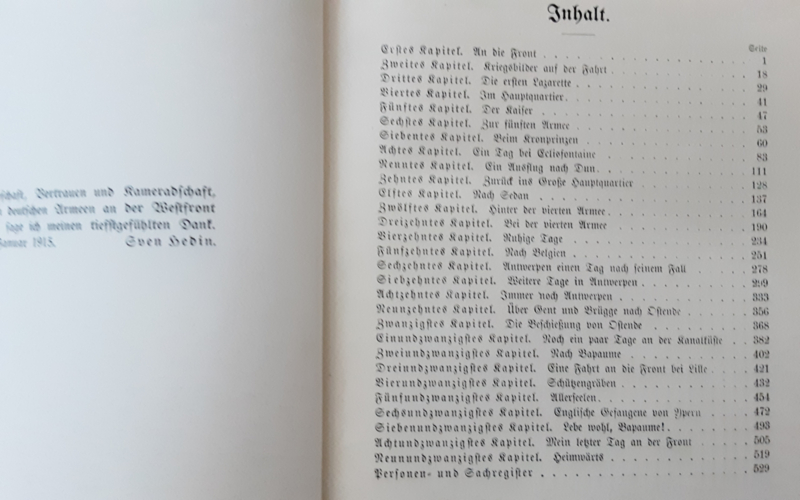 schaft, Vertrauen und Kameradschaft,
deutschen Armeen an der Westfront
sage ich meinen tiefstgefühlten Dank.
Januar 1915. Sven Hedin.
Inhalt.
Seite
Erstes Kapitel. An die Front . . . 1
Zweites Kapitel. Kriegsbilder auf der Fahrt . . . 18
Drittes Kapitel. Die ersten Lazarette . . . 29
Viertes Kapitel. Im Hauptquartier . . . 41
Fünftes Kapitel. Der Kaiser . . . 47
Sechstes Kapitel. Zur fünften Armee . . . 53
Siebentes Kapitel. Beim Kronprinzen . . . 60
Achtes Kapitel. Ein Tag bei Eclisfontaine . . . 83
Neuntes Kapitel. Ein Ausflug nach Dun . . . 111
Zehntes Kapitel. Zurück ins Große Hauptquartier . . . 128
Elftes Kapitel. Nach Sedan . . . 137
Zwölftes Kapitel. Hinter der vierten Armee . . . 164
Dreizehntes Kapitel. Bei der vierten Armee . . . 190
Vierzehntes Kapitel. Ruhige Tage . . . 234
Fünfzehntes Kapitel. Nach Belgien . . . 251
Sechzehntes Kapitel. Antwerpen einen Tag nach seinem Fall . . . 278
Siebzehntes Kapitel. Weitere Tage in Antwerpen . . . 299
Achtzehntes Kapitel. Immer noch Antwerpen . . . 333
Neunzehntes Kapitel. Über Gent und Brügge nach Ostende . . . 356
Zwanzigstes Kapitel. Die Beschießung von Ostende . . . 368
Einundzwanzigstes Kapitel. Noch ein paar Tage an der Kanalküste . . . 382
Zweiundzwanzigstes Kapitel. Nach Bapaume . . . 402
Dreiundzwanzigstes Kapitel. Eine Fahrt an die Front bei Lille . . . 421
Vierundzwanzigstes Kapitel. Schützengräben . . . 432
Fünfundzwanzigstes Kapitel. Allerseelen . . . 454
Sechsundzwanzigstes Kapitel. Englische Gefangene von Ypern . . . 472
Siebenundzwanzigstes Kapitel. Lebe wohl, Bapaume! . . . 493
Achtundzwanzigstes Kapitel. Mein letzter Tag an der Front . . . 505
Neunundzwanzigstes Kapitel. Heimwärts . . . 519
Personen- und Sachregister . . . 529